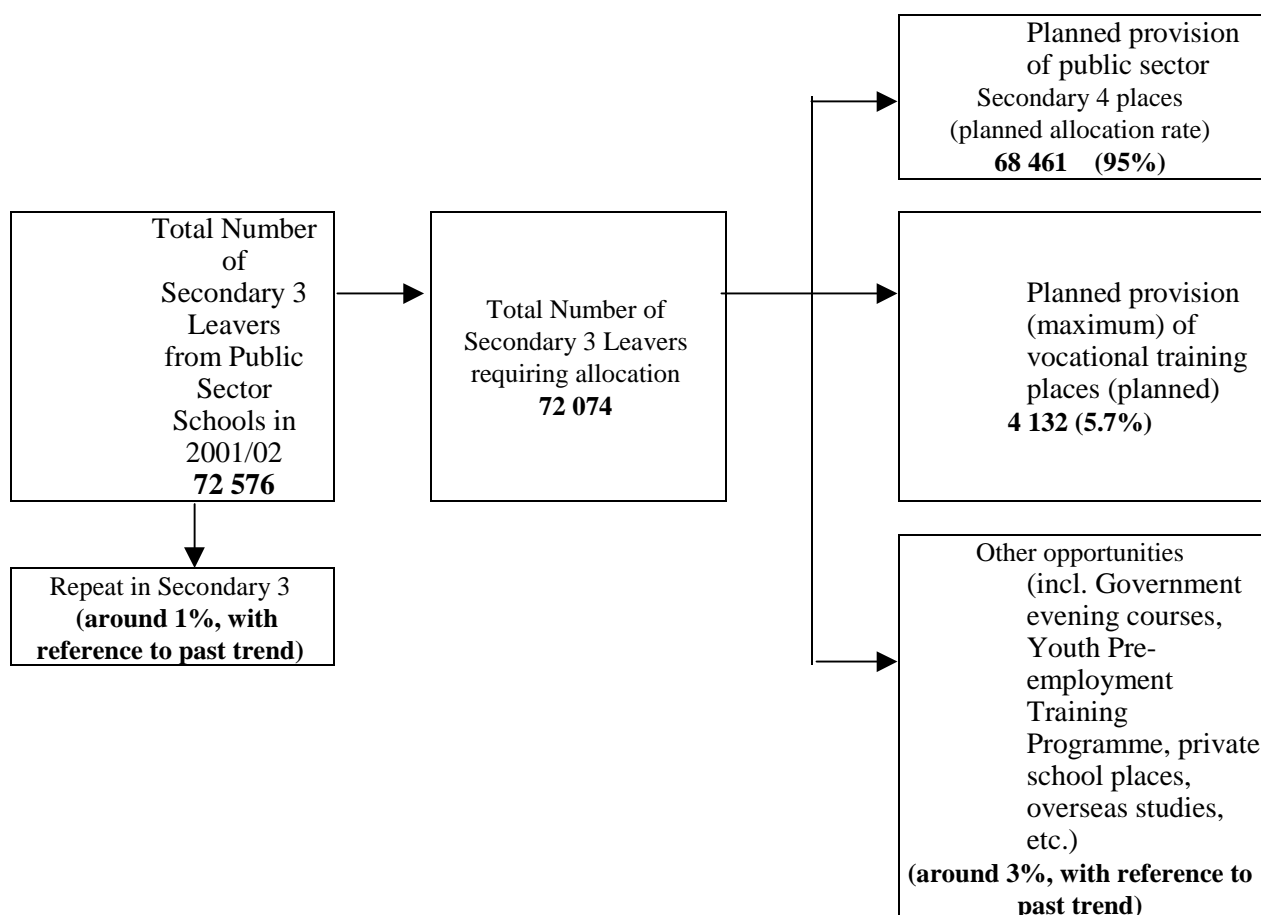 Total Number
of
Secondary 3
Leavers
from Public
Sector
Schools in
2001/02
72 576
Repeat in Secondary 3
(around 1%, with
reference to past trend)
Total Number of
Secondary 3 Leavers
requiring allocation
72 074
Planned provision
of public sector
Secondary 4 places
(planned allocation rate)
68 461 (95%)
Planned provision
(maximum) of
vocational training
places (planned)
4 132 (5.7%)
Other opportunities
(incl. Government
evening courses,
Youth Pre-
employment
Training
Programme, private
school places,
overseas studies,
etc.)
(around 3%, with reference to
past trend)